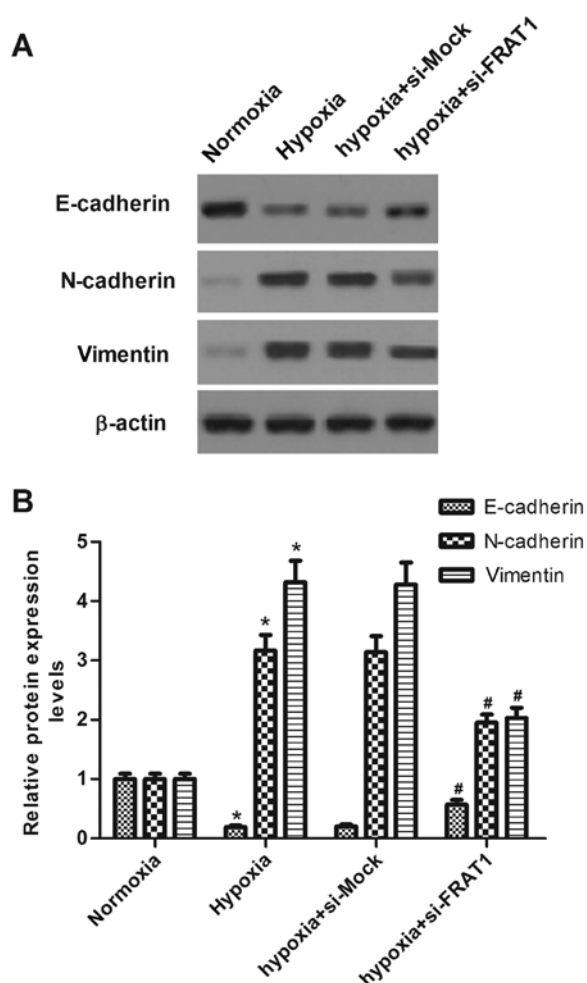 A
Normoxia
Hypoxia
hypoxia+si-Mock
hypoxia+si-FRAT1
E-cadherin
N-cadherin
Vimentin
β-actin
B
E-cadherin
N-cadherin
Vimentin
Relative protein expression
levels
5
4
3
2
1
0
*
*
*
#
#
#
Normoxia
Hypoxia
hypoxia+si-Mock
hypoxia+si-FRAT1